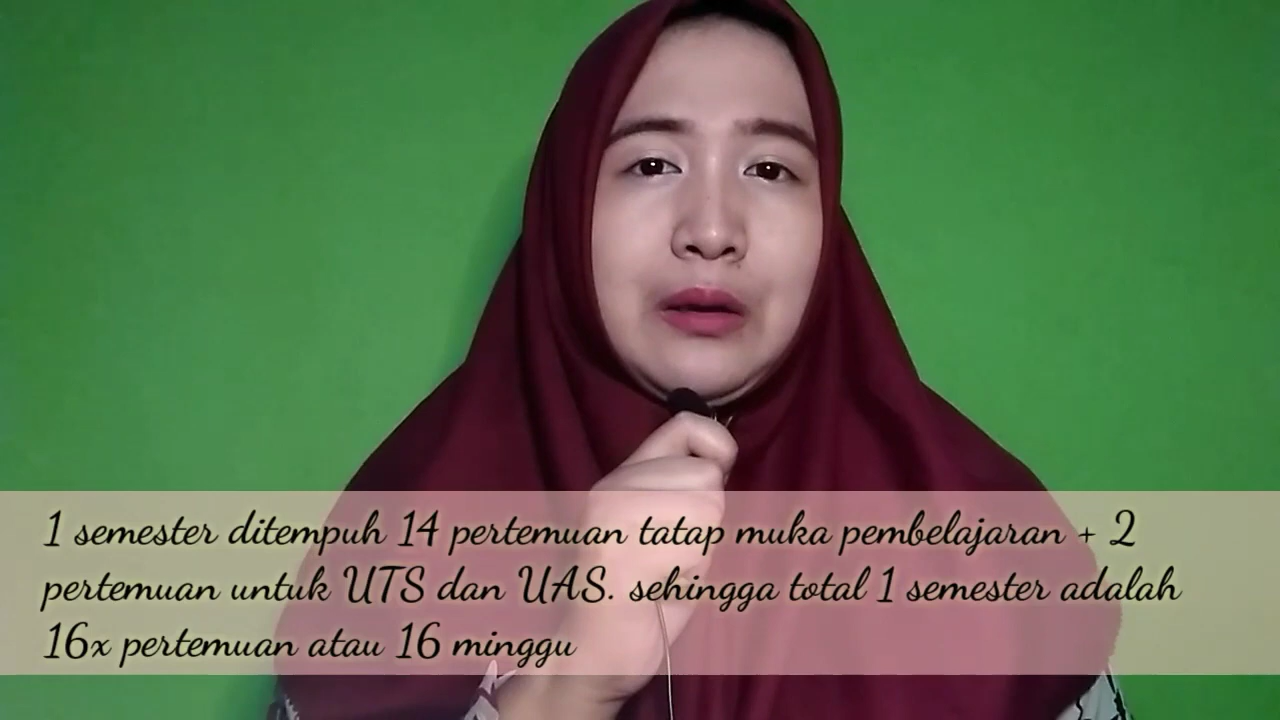 1 semester ditempuh 14 pertemuan tatap muka pembelajaran + 2
pertemuan untuk UTS dan UAS. sehingga total 1 semester adalah
16x pertemuan atau 16 minggu